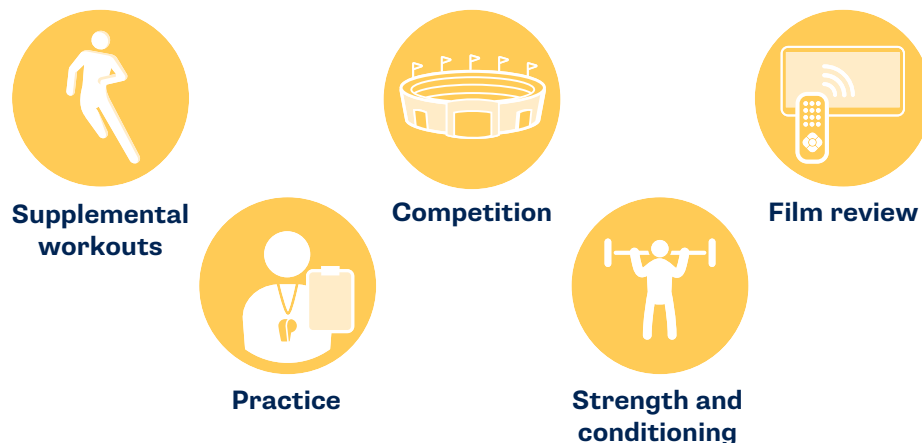 Supplemental
workouts
Competition
Film review
Practice
Strength and
conditioning